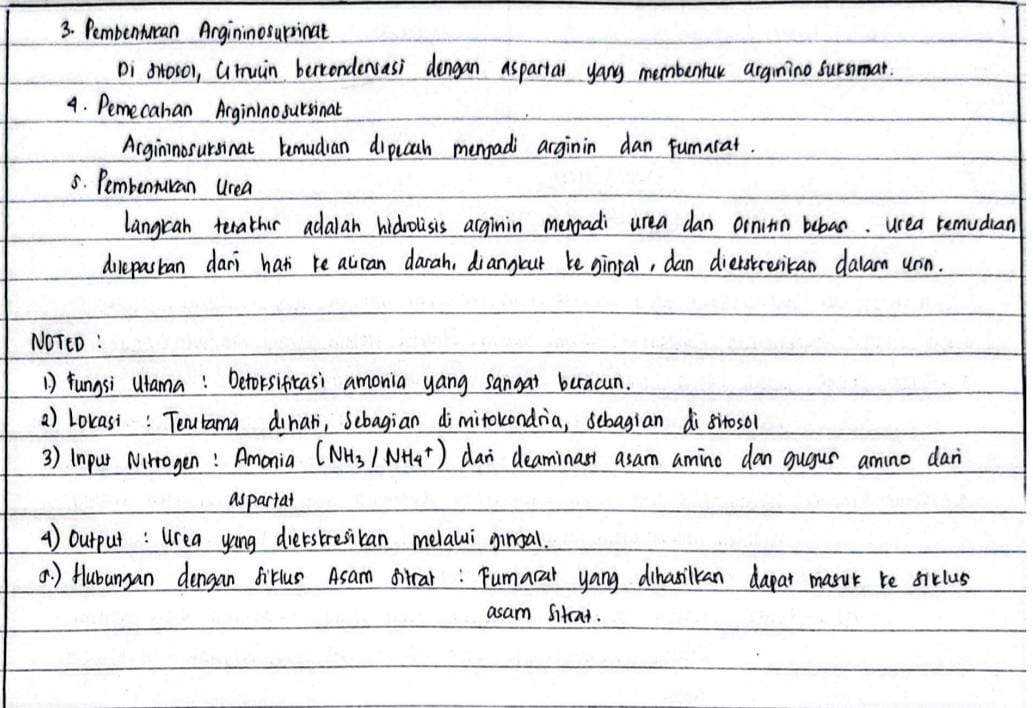 3. Pembentukan Argininosuksinat
Di sitosol, Citrulin berkondensasi dengan aspartat yang membentuk arginino suksinat.
4. Pemecahan Argininosuksinat
Argininosuksinat kemudian dipecah menjadi arginin dan fumarat.
5. Pembentukan Urea
Langkah terakhir adalah hidrolisis arginin menjadi urea dan Ornitin bebas. Urea kemudian
dilepaskan dari hati ke aliran darah, diangkut ke ginjal, dan diekskresikan dalam urin.
NOTED :
1.) Fungsi Utama : Detoksifikasi amonia yang sangat beracun.
2) Lokasi : Terutama dihati, Sebagian di mitokondria, sebagian di sitosol
3) Input Nitrogen : Amonia (NH3 / NH4+) dari deaminasi asam amino dan gugus amino dari
aspartat
4) Output : Urea yang diekskresikan melalui ginjal.
5.) Hubungan dengan siklus Asam sitrat : Fumarat yang dihasilkan dapat masuk ke siklus
asam sitrat.